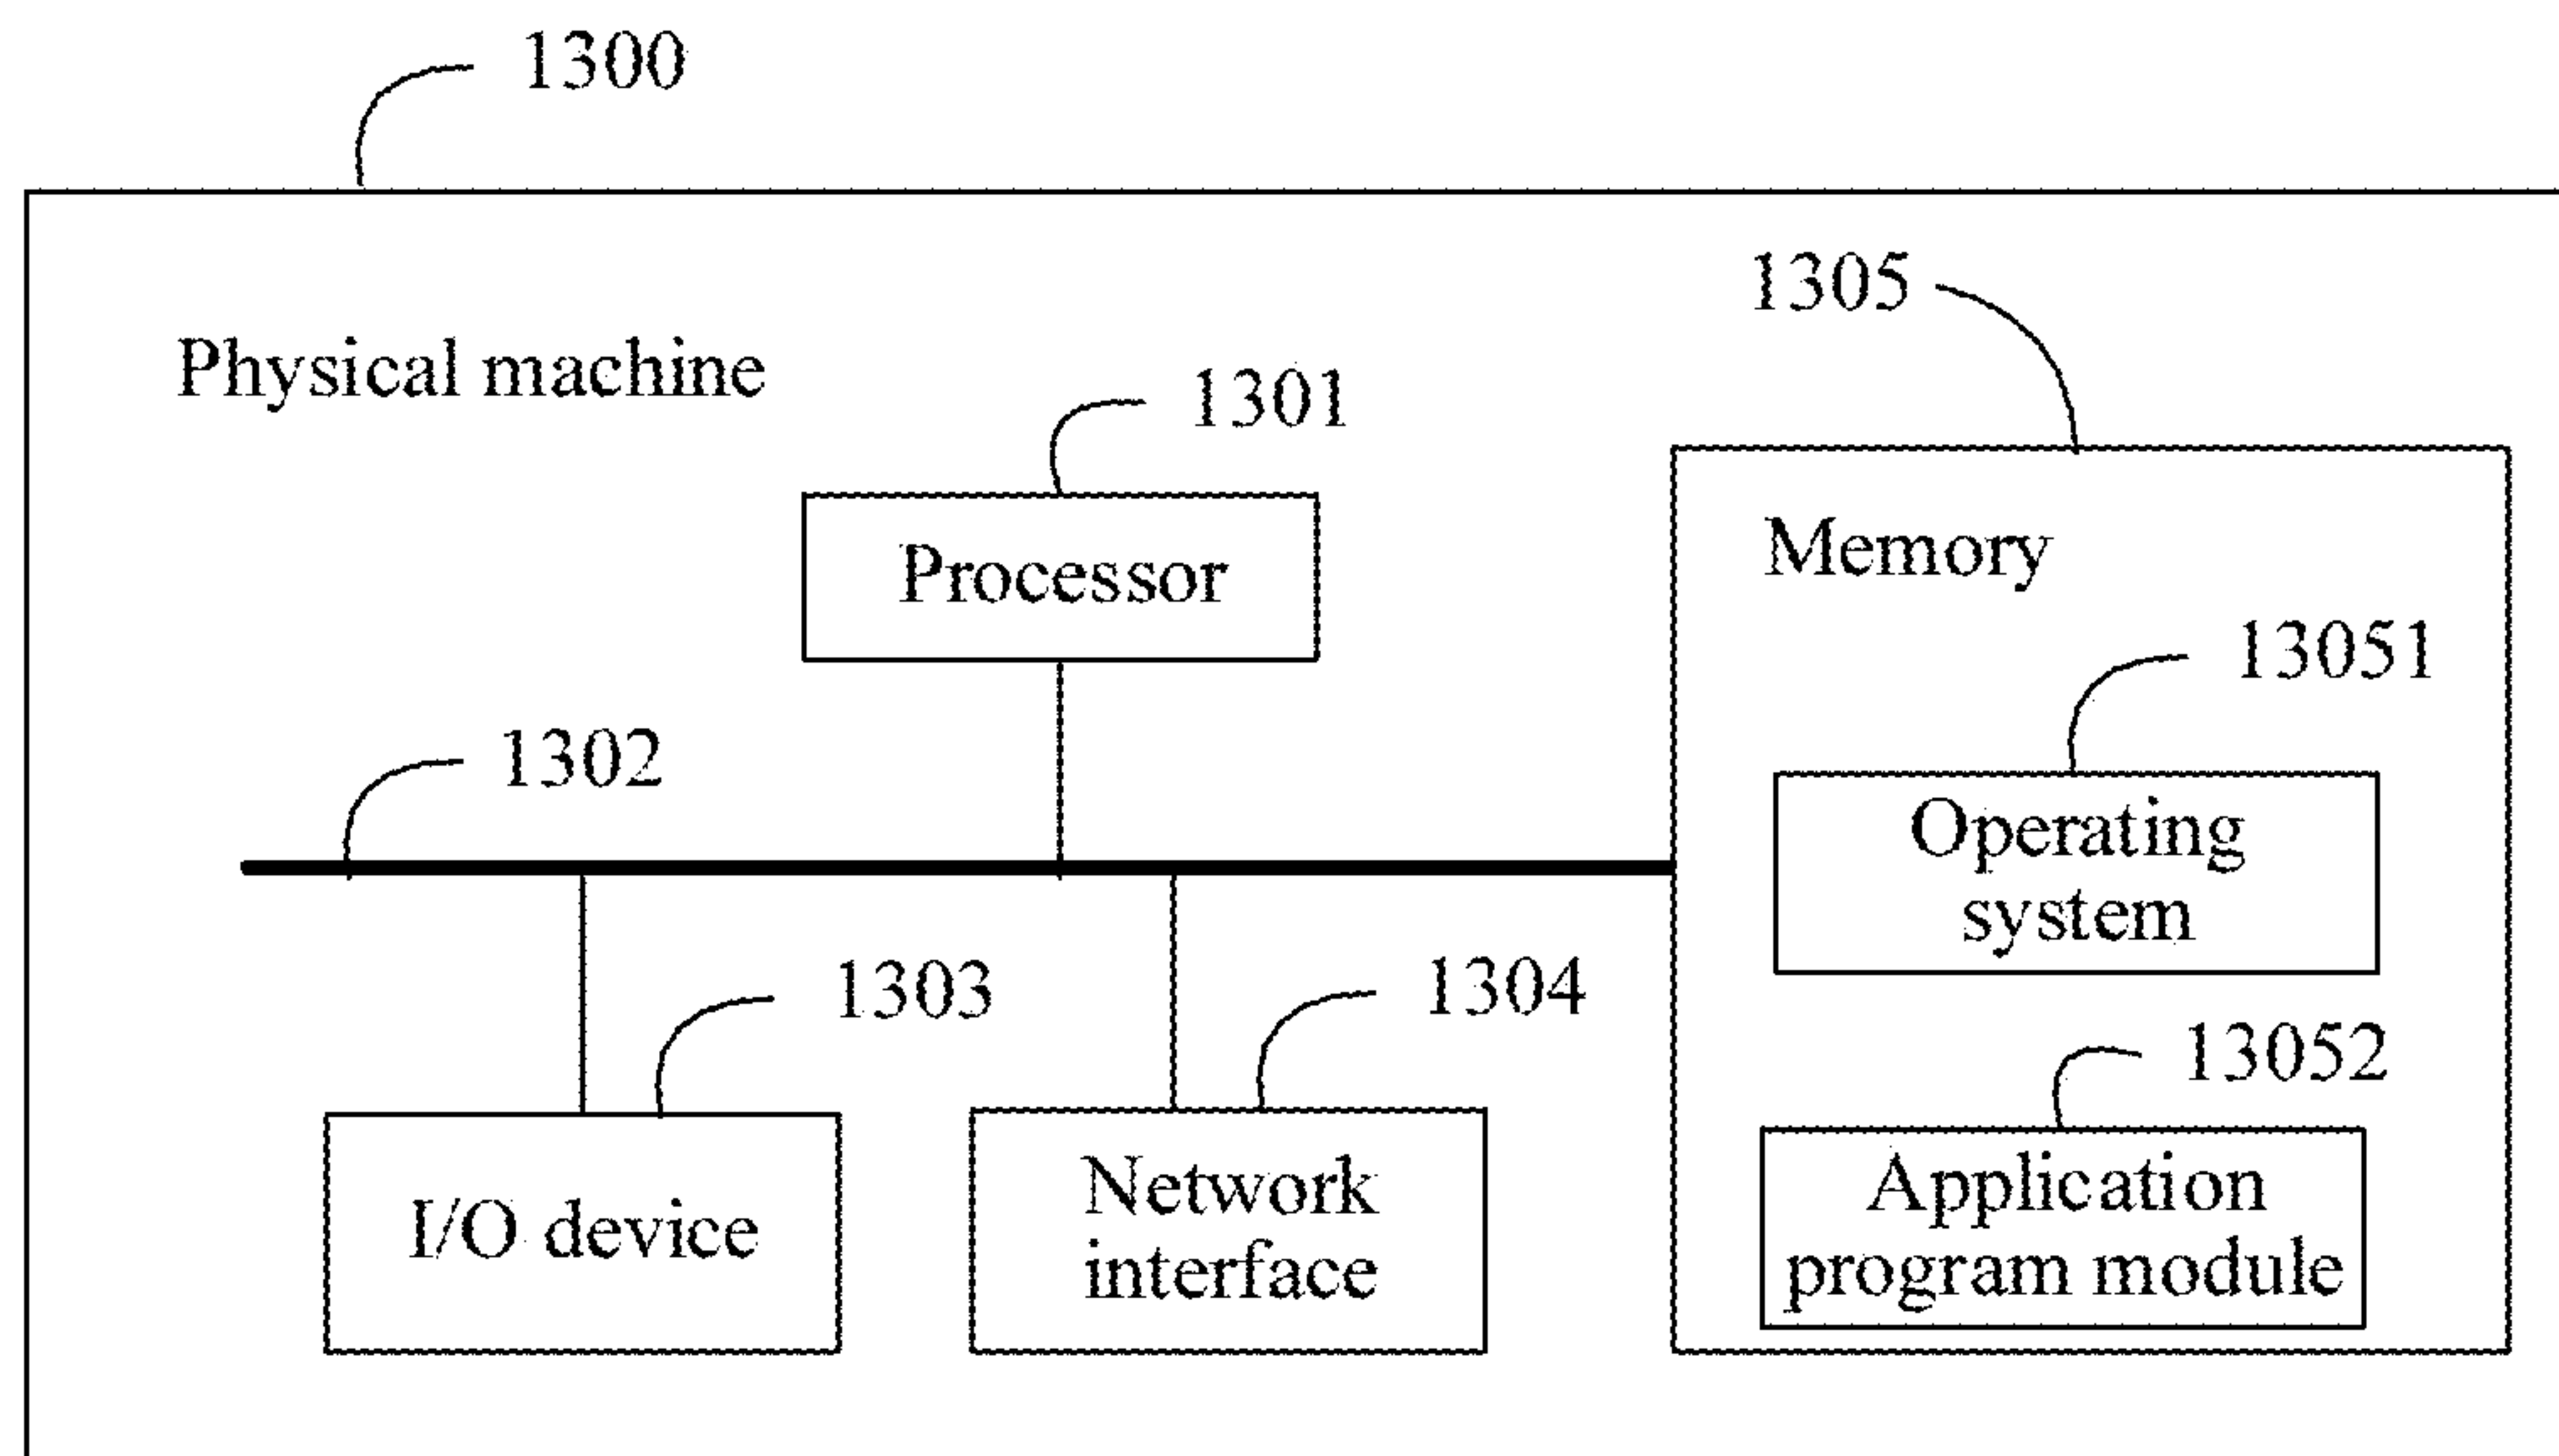 1300
1305
Physical machine
1301
Processor
Memory
13051
1302
Operating
system
1303
1304
13052
I/O device
Network
interface
Application
program module